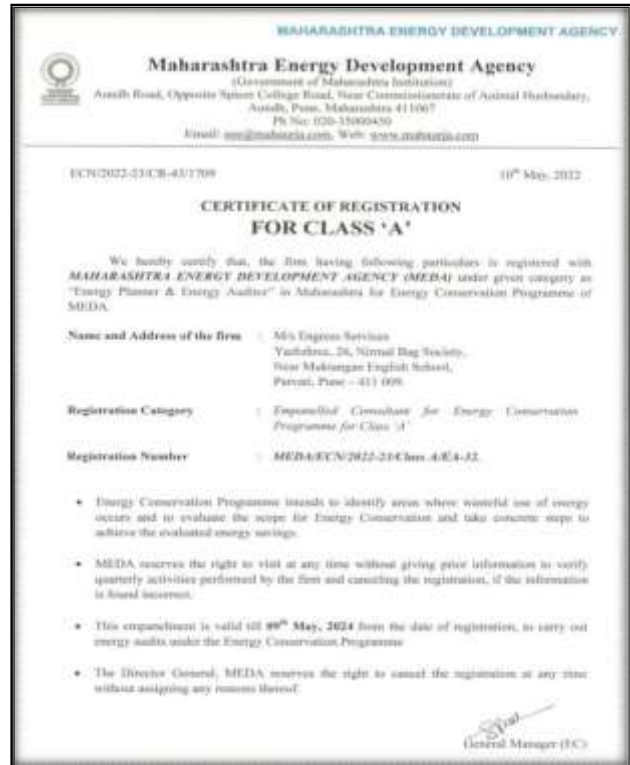 MAHARASHTRA ENERGY DEVELOPMENT AGENCY
Maharashtra Energy Development Agency
(Government of Maharashtra Institution)
Aundh Road, Opposite Spicer College Road, Near Commissionerate of Animal Husbandary,
Aundh, Pune, Maharashtra 411067
Ph No: 020-35000450
Email: eee@mahaurja.com, Web: www.mahaurja.com
ECN/2022-23/CR-43/1709
10th May, 2022
CERTIFICATE OF REGISTRATION
FOR CLASS 'A'
We hereby certify that, the firm having following particulars is registered with
MAHARASHTRA ENERGY DEVELOPMENT AGENCY (MEDA) under given category as
"Energy Planner & Energy Auditor" in Maharashtra for Energy Conservation Programme of
MEDA.
Name and Address of the firm : M/s Engress Services
Yashshree, 26, Nirmal Bag Society,
Near Muktangan English School,
Parvati, Pune – 411 009.
Registration Category : Empanelled Consultant for Energy Conservation
Programme for Class 'A'
Registration Number : MEDA/ECN/2022-23/Class A/EA-32.
• Energy Conservation Programme intends to identify areas where wasteful use of energy
occurs and to evaluate the scope for Energy Conservation and take concrete steps to
achieve the evaluated energy savings.
• MEDA reserves the right to visit at any time without giving prior information to verify
quarterly activities performed by the firm and canceling the registration, if the information
is found incorrect.
• This empanelment is valid till 09th May, 2024 from the date of registration, to carry out
energy audits under the Energy Conservation Programme
• The Director General, MEDA reserves the right to cancel the registration at any time
without assigning any reasons thereof.
General Manager (EC)